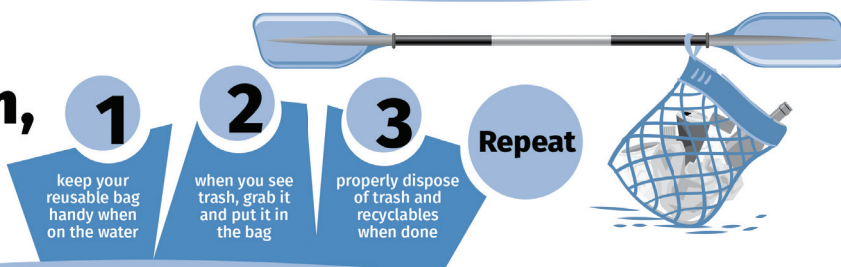 1
keep your
reusable bag
handy when
on the water
2
when you see
trash, grab it
and put it in
the bag
3
properly dispose
of trash and
recyclables
when done
Repeat